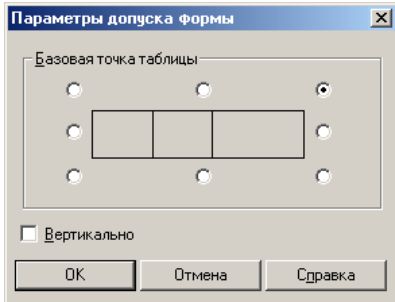 Параметры допуска формы
Базовая точка таблицы
Вертикально
OK Отмена Справка